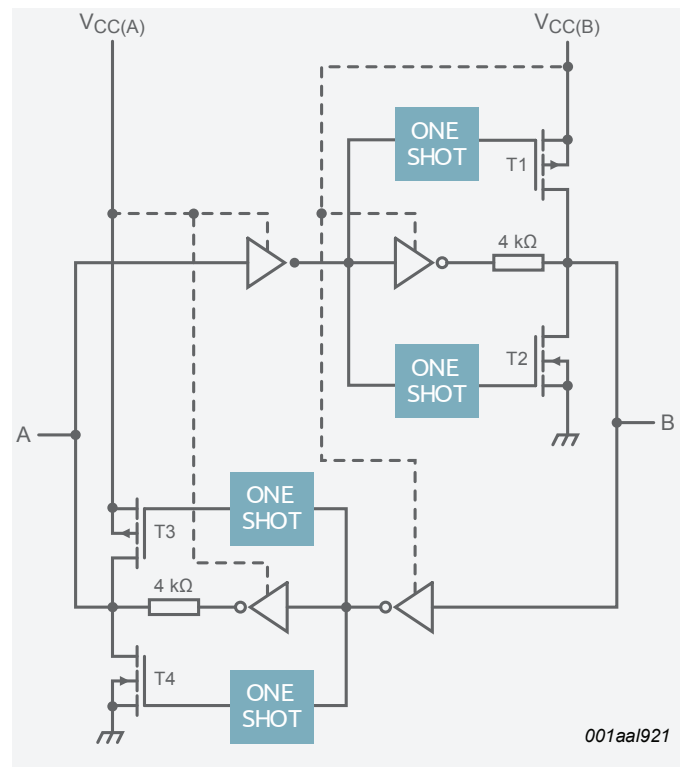 VCC(A)
VCC(B)
ONE
SHOT
T1
4 kΩ
ONE
SHOT
T2
A
B
ONE
SHOT
T3
4 kΩ
T4
ONE
SHOT
001aal921